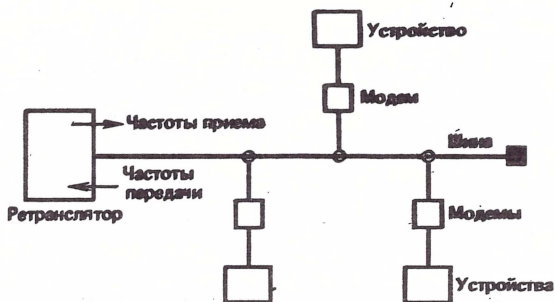 Устройство
Модем
Частоты приема
Шина
Частоты
передачи
Ретранслятор
Модемы
Устройства